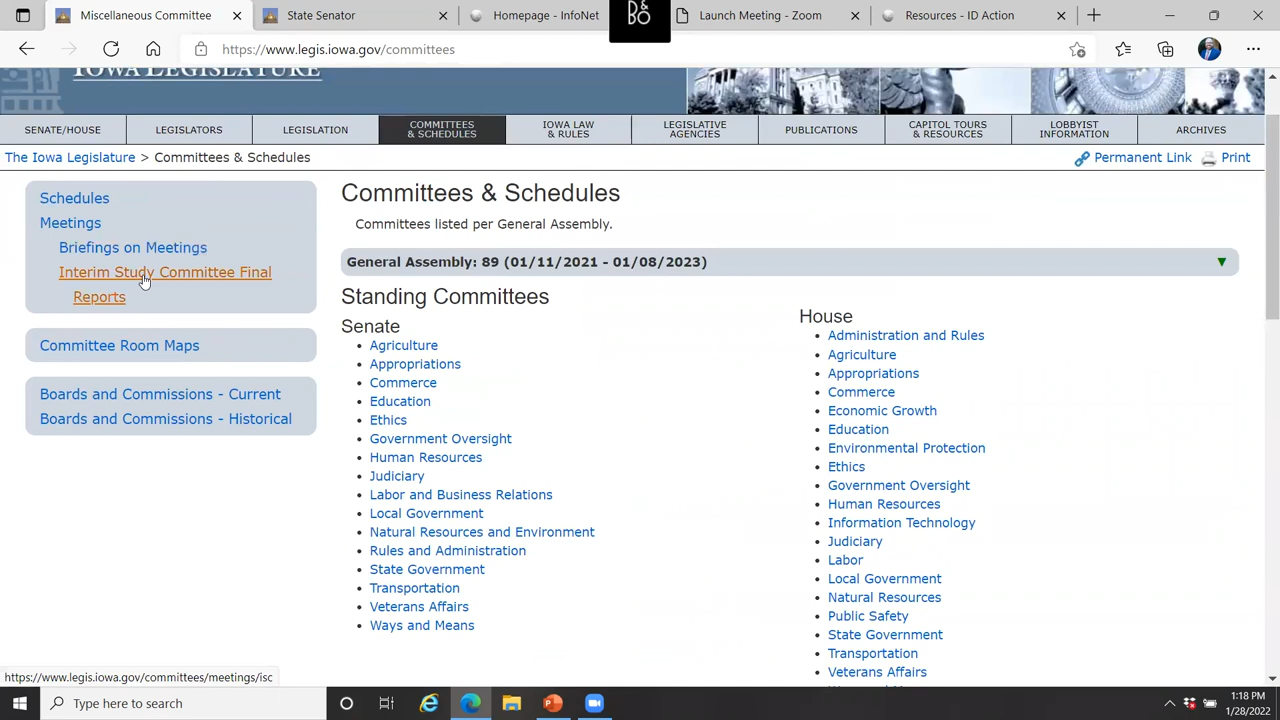 Miscellaneous Committee
State Senator
Homepage - InfoNet
D&BO
Launch Meeting - Zoom
Resources - ID Action
https://www.legis.iowa.gov/committees
IOWA LEGISLATURE
SENATE/HOUSE
LEGISLATORS
LEGISLATION
COMMITTEES
& SCHEDULES
IOWA LAW
& RULES
LEGISLATIVE
AGENCIES
PUBLICATIONS
CAPITOL TOURS
& RESOURCES
LOBBYIST
INFORMATION
ARCHIVES
The Iowa Legislature > Committees & Schedules
Permanent Link
Print
Schedules
Meetings
Briefings on Meetings
Interim Study Committee Final
Reports
Committee Room Maps
Boards and Commissions - Current
Boards and Commissions - Historical
Committees & Schedules
Committees listed per General Assembly.
General Assembly: 89 (01/11/2021 - 01/08/2023)
Standing Committees
Senate
Agriculture
Appropriations
Commerce
Education
Ethics
Government Oversight
Human Resources
Judiciary
Labor and Business Relations
Local Government
Natural Resources and Environment
Rules and Administration
State Government
Transportation
Veterans Affairs
Ways and Means
House
Administration and Rules
Agriculture
Appropriations
Commerce
Economic Growth
Education
Environmental Protection
Ethics
Government Oversight
Human Resources
Information Technology
Judiciary
Labor
Local Government
Natural Resources
Public Safety
State Government
Transportation
Veterans Affairs
https://www.legis.iowa.gov/committees/meetings/isc
Type here to search
1:18 PM
1/28/2022